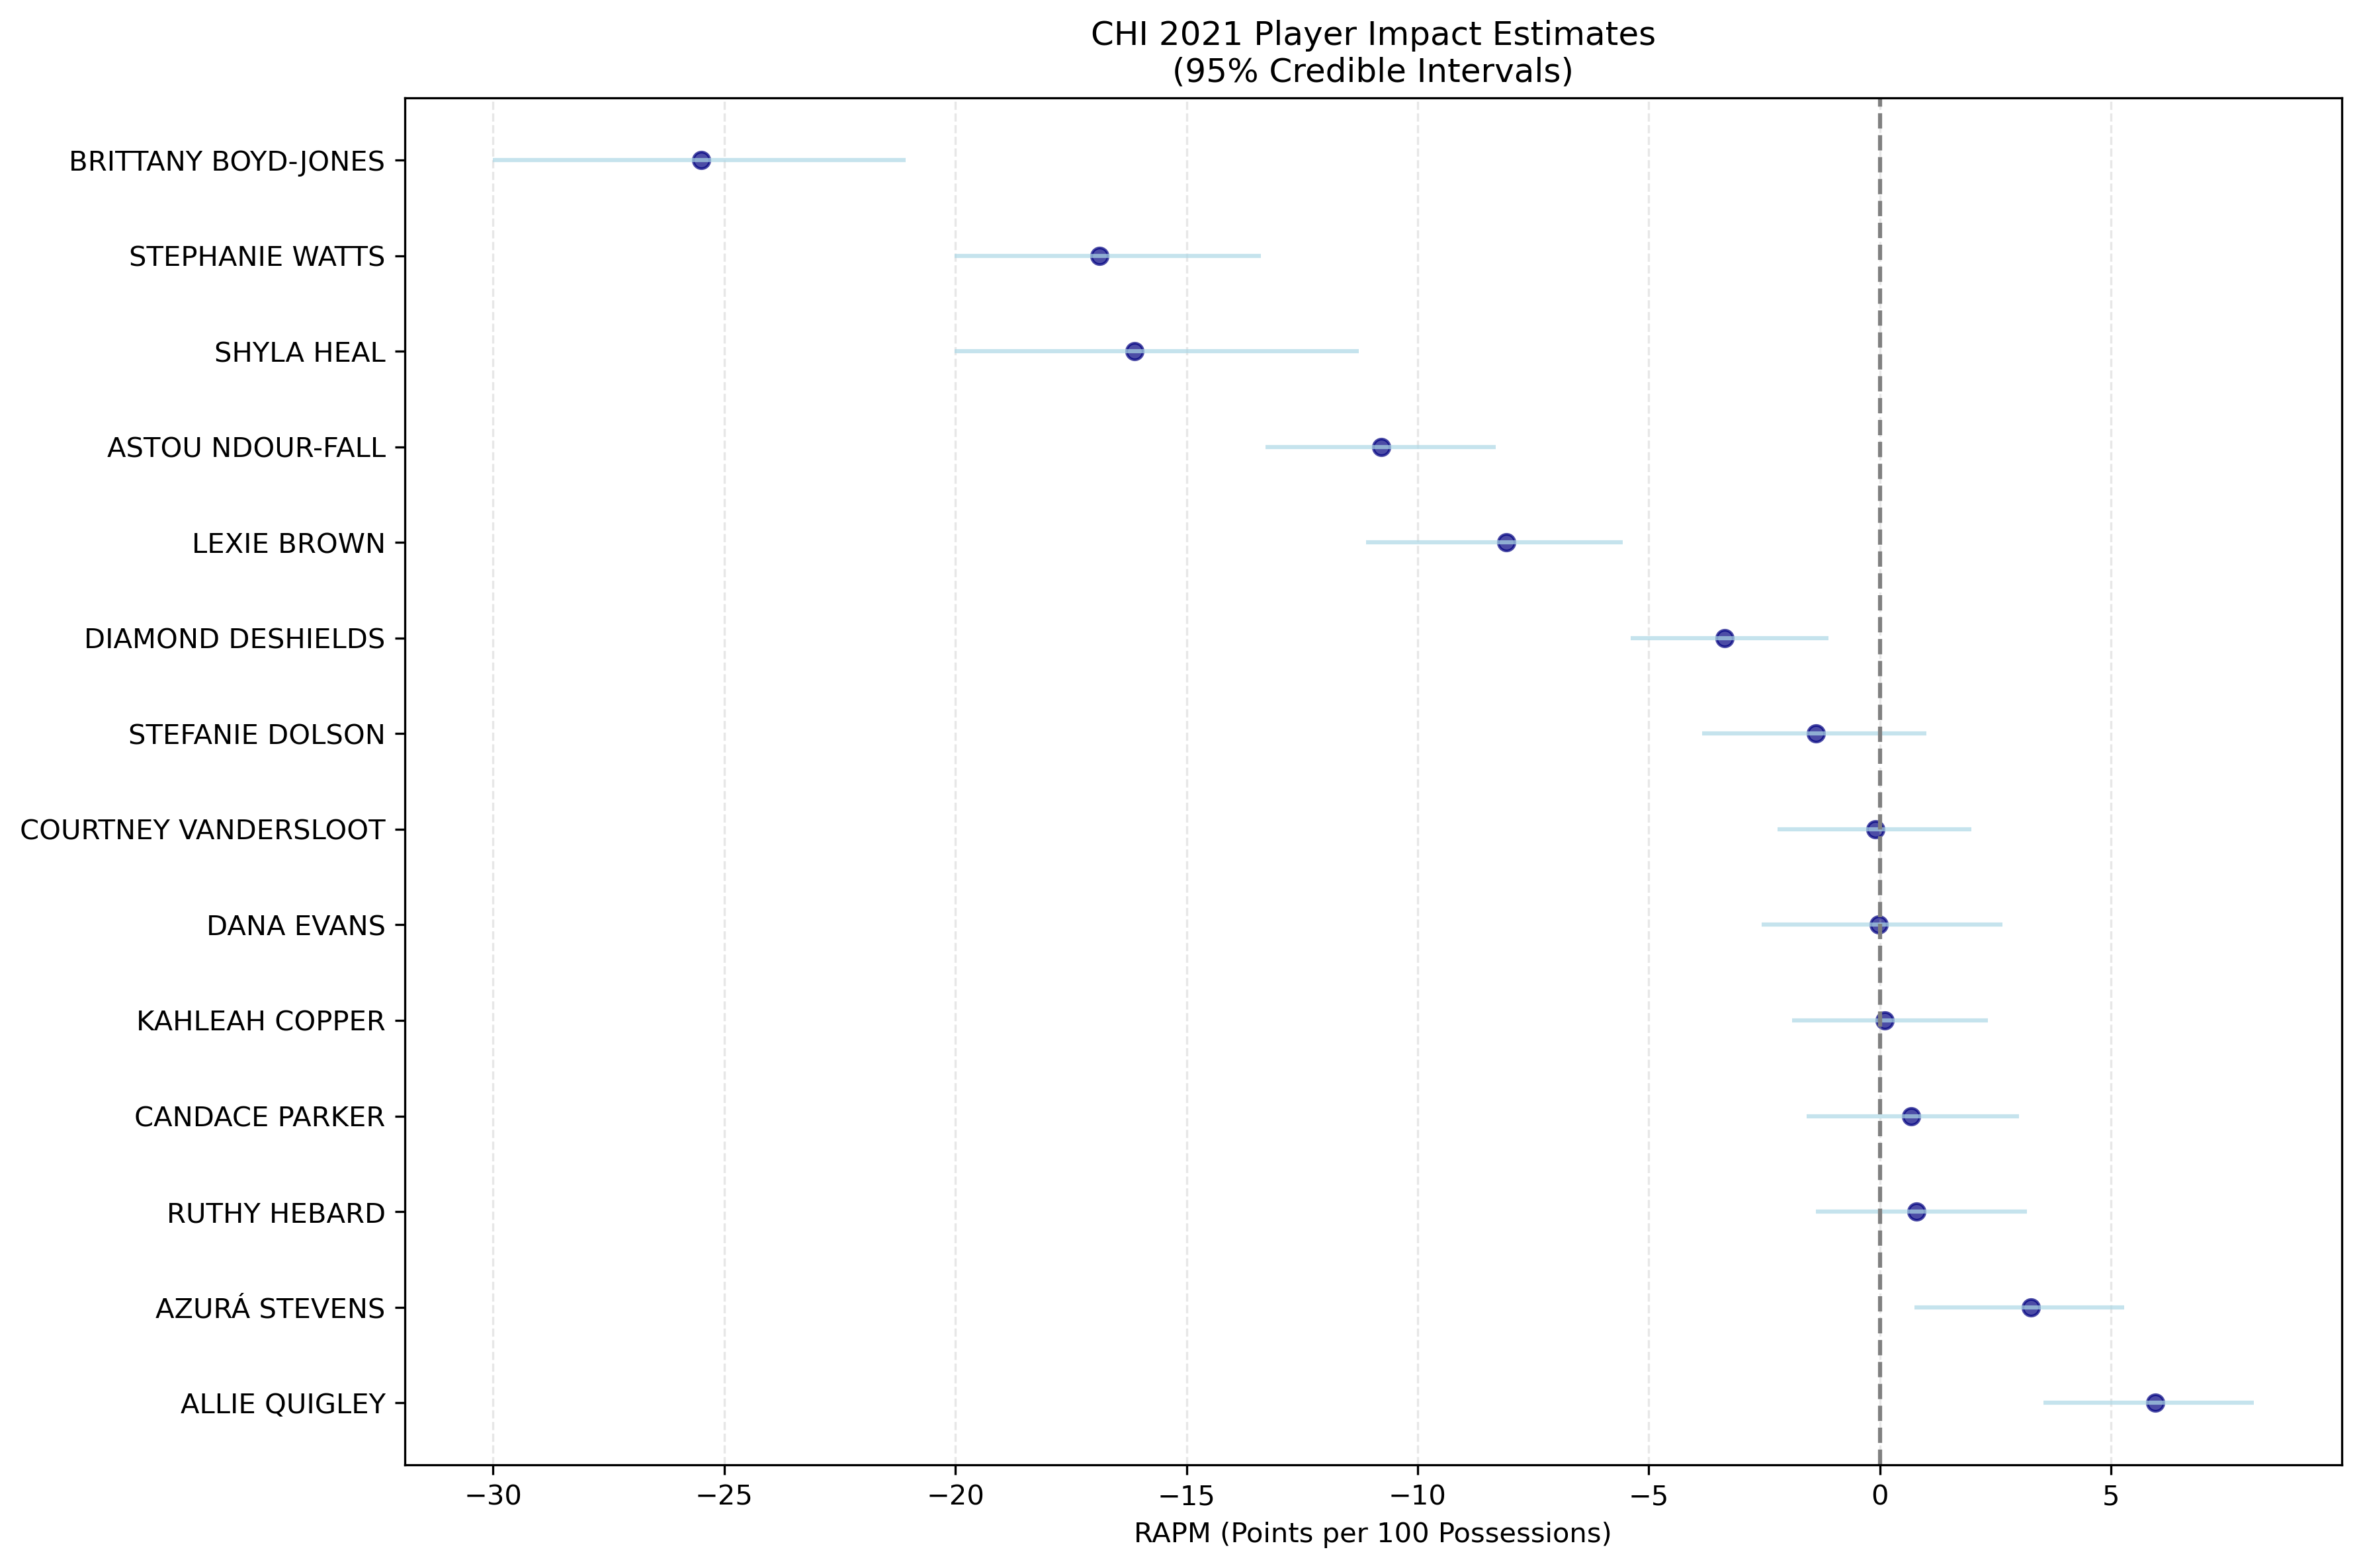 CHI 2021 Player Impact Estimates
(95% Credible Intervals)
BRITTANY BOYD-JONES
STEPHANIE WATTS
SHYLA HEAL
ASTOU NDOUR-FALL
LEXIE BROWN
DIAMOND DESHIELDS
STEFANIE DOLSON
COURTNEY VANDERSLOOT
DANA EVANS
KAHLEAH COPPER
CANDACE PARKER
RUTHY HEBARD
AZURÁ STEVENS
ALLIE QUIGLEY
−30 −25 −20 −15 −10 −5 0 5
RAPM (Points per 100 Possessions)